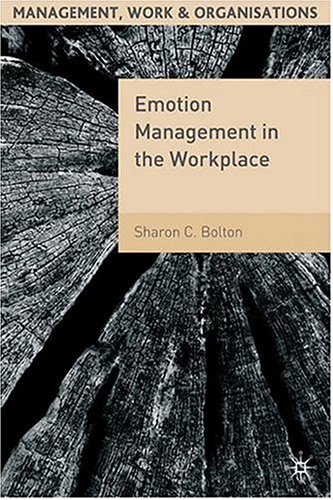 MANAGEMENT, WORK & ORGANISATIONS
Emotion
Management in
the Workplace
Sharon C. Bolton